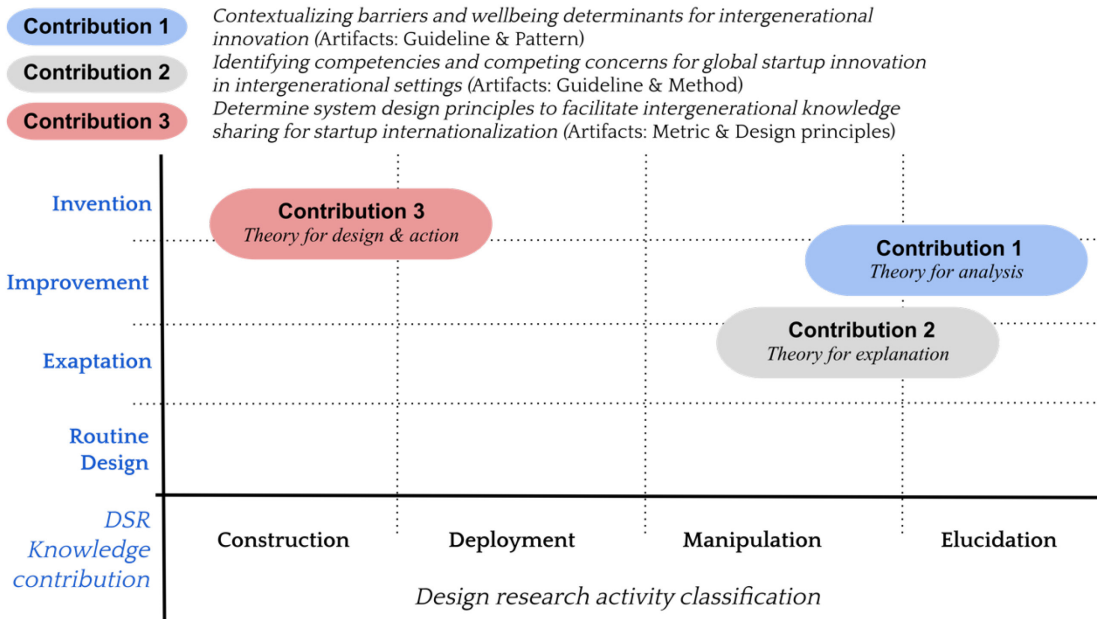 Contribution 1
Contextualizing barriers and wellbeing determinants for intergenerational
innovation (Artifacts: Guideline & Pattern)
Contribution 2
Identifying competencies and competing concerns for global startup innovation
in intergenerational settings (Artifacts: Guideline & Method)
Contribution 3
Determine system design principles to facilitate intergenerational knowledge
sharing for startup internationalization (Artifacts: Metric & Design principles)
Invention
Contribution 3
Theory for design & action
Improvement
Contribution 1
Theory for analysis
Exaptation
Contribution 2
Theory for explanation
Routine
Design
DSR
Knowledge
contribution
Construction
Deployment
Manipulation
Elucidation
Design research activity classification